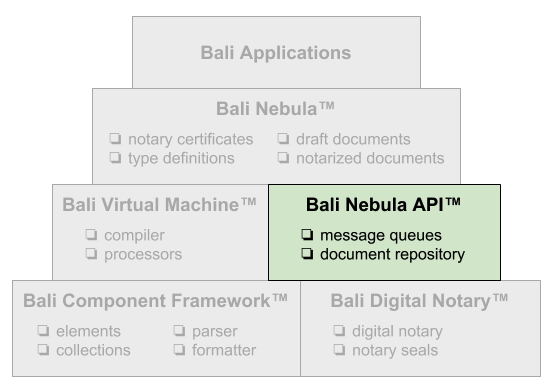 Bali Applications
Bali Nebula™
❏ notary certificates ❏ draft documents
❏ type definitions ❏ notarized documents
Bali Virtual Machine™
❏ compiler
❏ processors
Bali Nebula API™
❏ message queues
❏ document repository
Bali Component Framework™
❏ elements ❏ parser
❏ collections ❏ formatter
Bali Digital Notary™
❏ digital notary
❏ notary seals